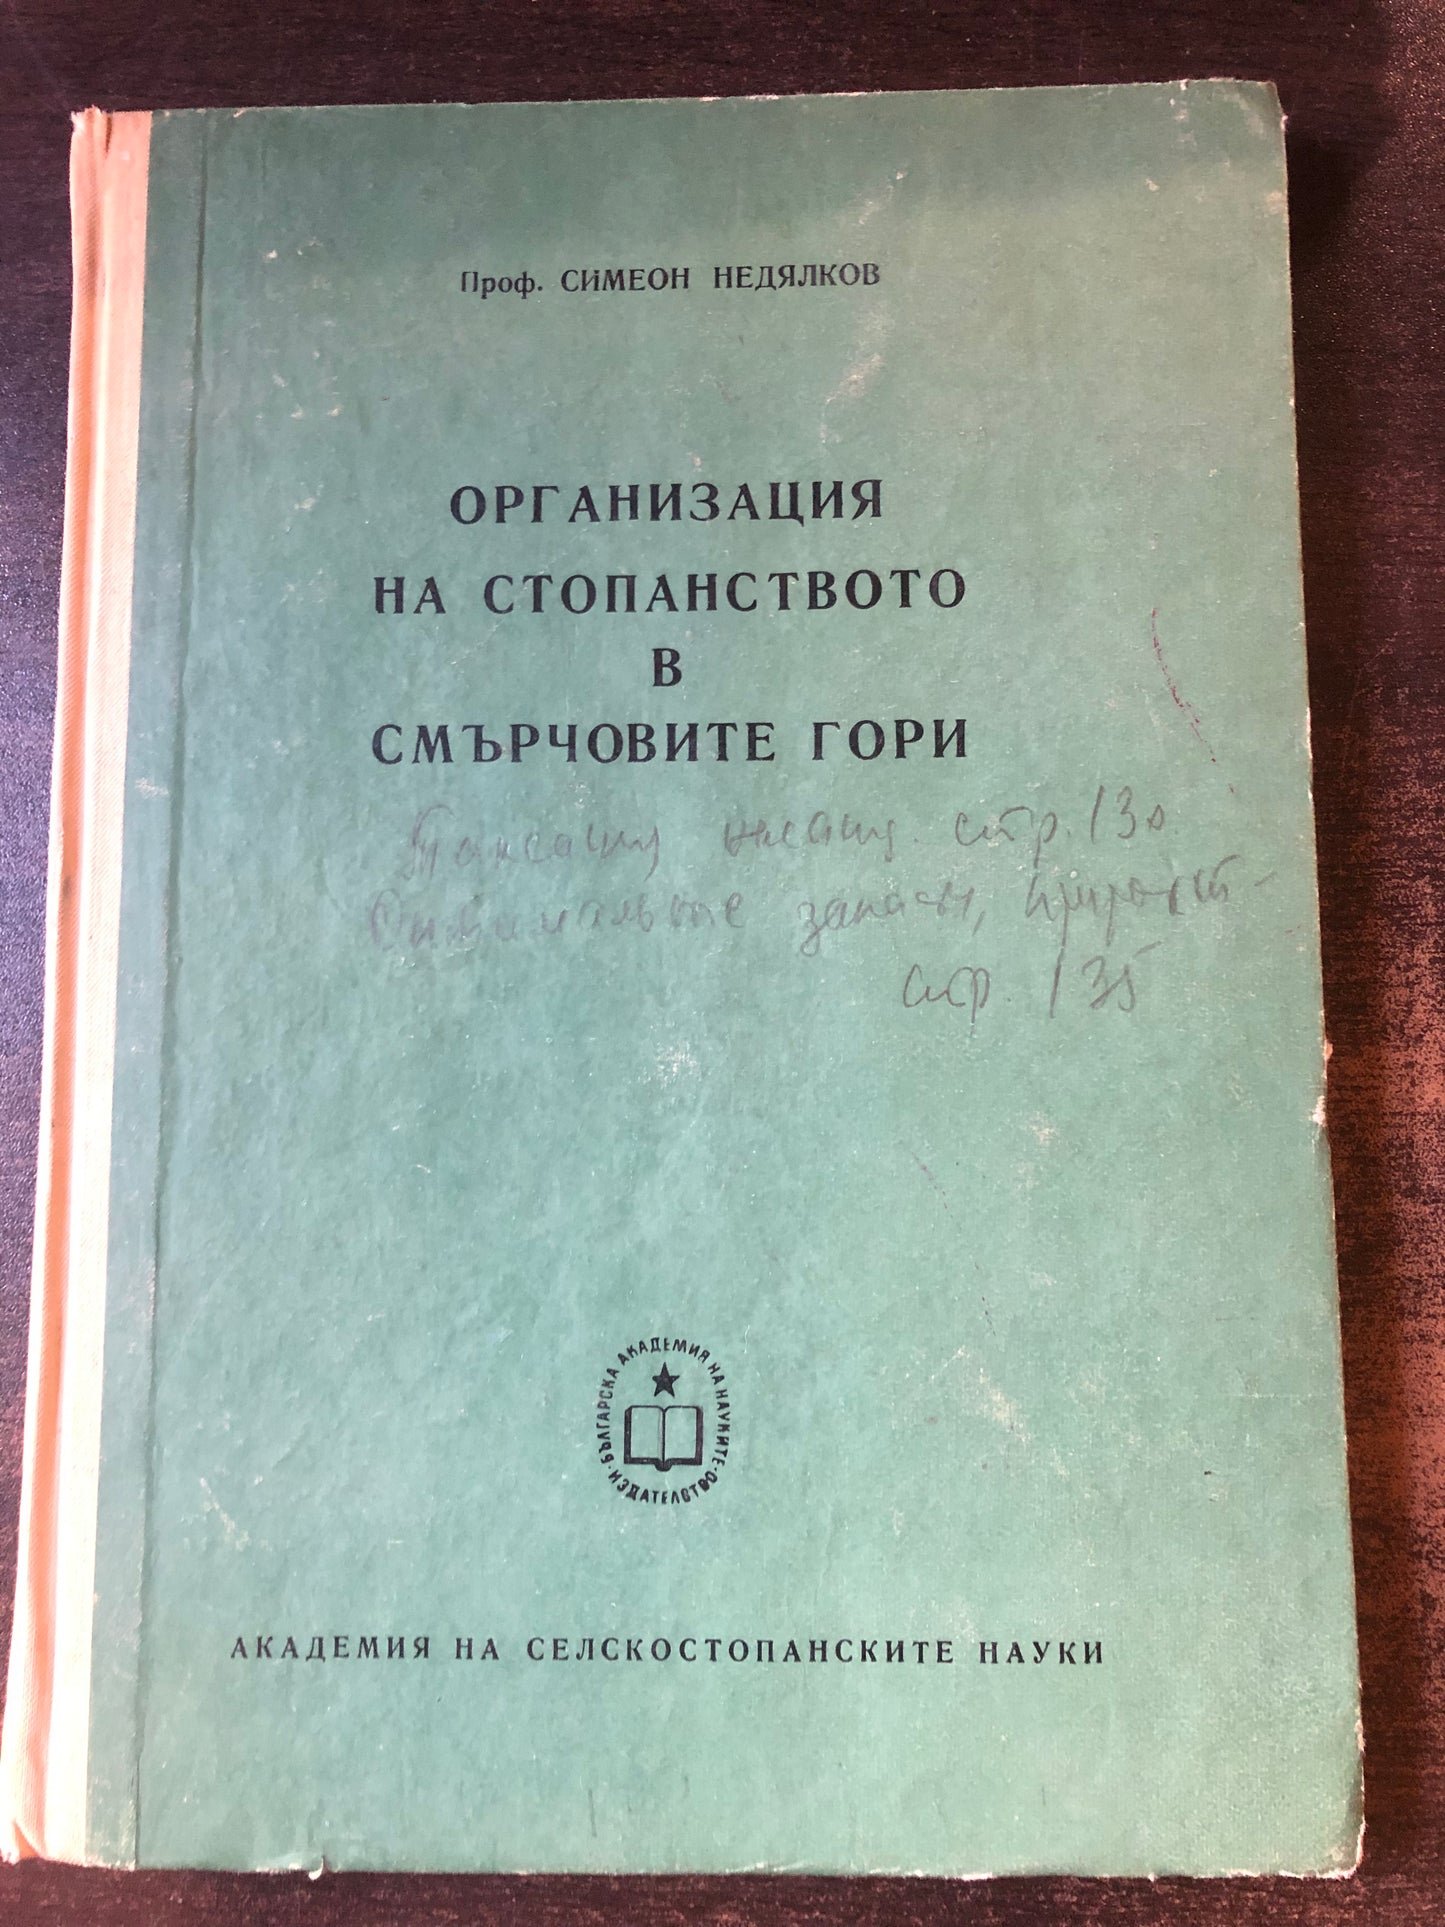 Проф. СИМЕОН НЕДЯЛКОВ
ОРГАНИЗАЦИЯ
НА СТОПАНСТВОТО
В
СМЪРЧОВИТЕ ГОРИ
стр. 130
запаси,
стр. 135
БЪЛГАРСКА АКАДЕМИЯ НА НАУКИТЕ
ИЗДАТЕЛСТВО
АКАДЕМИЯ НА СЕЛСКОСТОПАНСКИТЕ НАУКИ